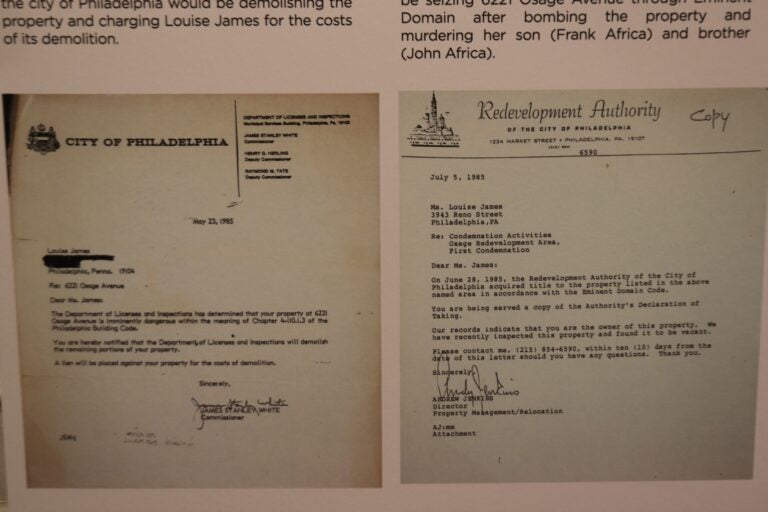 the city of Philadelphia would be demolishing the
property and charging Louise James for the costs
of its demolition.
be seizing 6221 Osage Avenue through Eminent
Domain after bombing the property and
murdering her son (Frank Africa) and brother
(John Africa).
CITY OF PHILADELPHIA
DEPARTMENT OF LICENSES AND INSPECTIONS
Municipal Services Building, Philadelphia, Pa. 19102
JAMES STANLEY WHITE
Commissioner
HENRY G. HERLING
Deputy Commissioner
RAYMOND M. TATE
Deputy Commissioner
May 23, 1985
Louise James
Philadelphia, Penna. 19104
Re: 6221 Osage Avenue
Dear Ms. James:
The Department of Licenses and Inspections has determined that your property at 6221
Osage Avenue is imminently dangerous within the meaning of Chapter 4-(10.1.3 of the
Philadelphia Building Code.
You are hereby notified that the Department of Licenses and Inspections will demolish
the remaining portions of your property.
A lien will be placed against your property for the costs of demolition.
Sincerely,
JAMES STANLEY WHITE
Commissioner
Redevelopment Authority
Copy
OF THE CITY OF PHILADELPHIA
1234 MARKET STREET • PHILADELPHIA, PA. 19107
6590
July 5, 1985
Ms. Louise James
3943 Reno Street
Philadelphia,PA
Re: Condemnation Activities
Osage Redevelopment Area,
First Condemnation
Dear Ms. James:
On June 28, 1985, the Redevelopment Authority of the City of
Philadelphia acquired title to the property listed in the above
named area in accordance with the Eminent Domain Code.
You are being served a copy of the Authority's Declaration of
Taking.
Our records indicate that you are the owner of this property. We
have recently inspected this property and found it to be vacant.
Please contact me, (215) 854-6590, within ten (10) days from the
date of this letter should you have any questions. Thank you.
Sincerely,
ANDREW JENKINS
Director
Property Management/Relocation
AJ:mm
Attachment